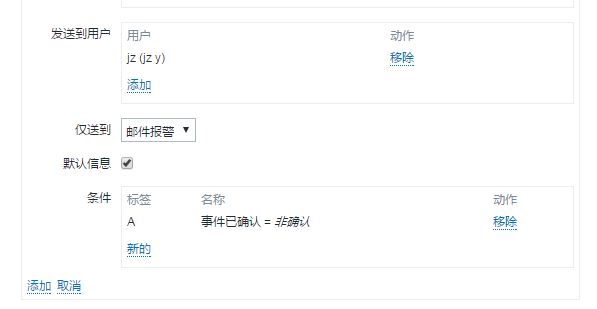 发送到用户 用户 动作
jz (jz y) 移除
添加
仅送到 邮件报警
默认信息
条件 标签 名称 动作
A 事件已确认 = 非确认 移除
新的
添加 取消